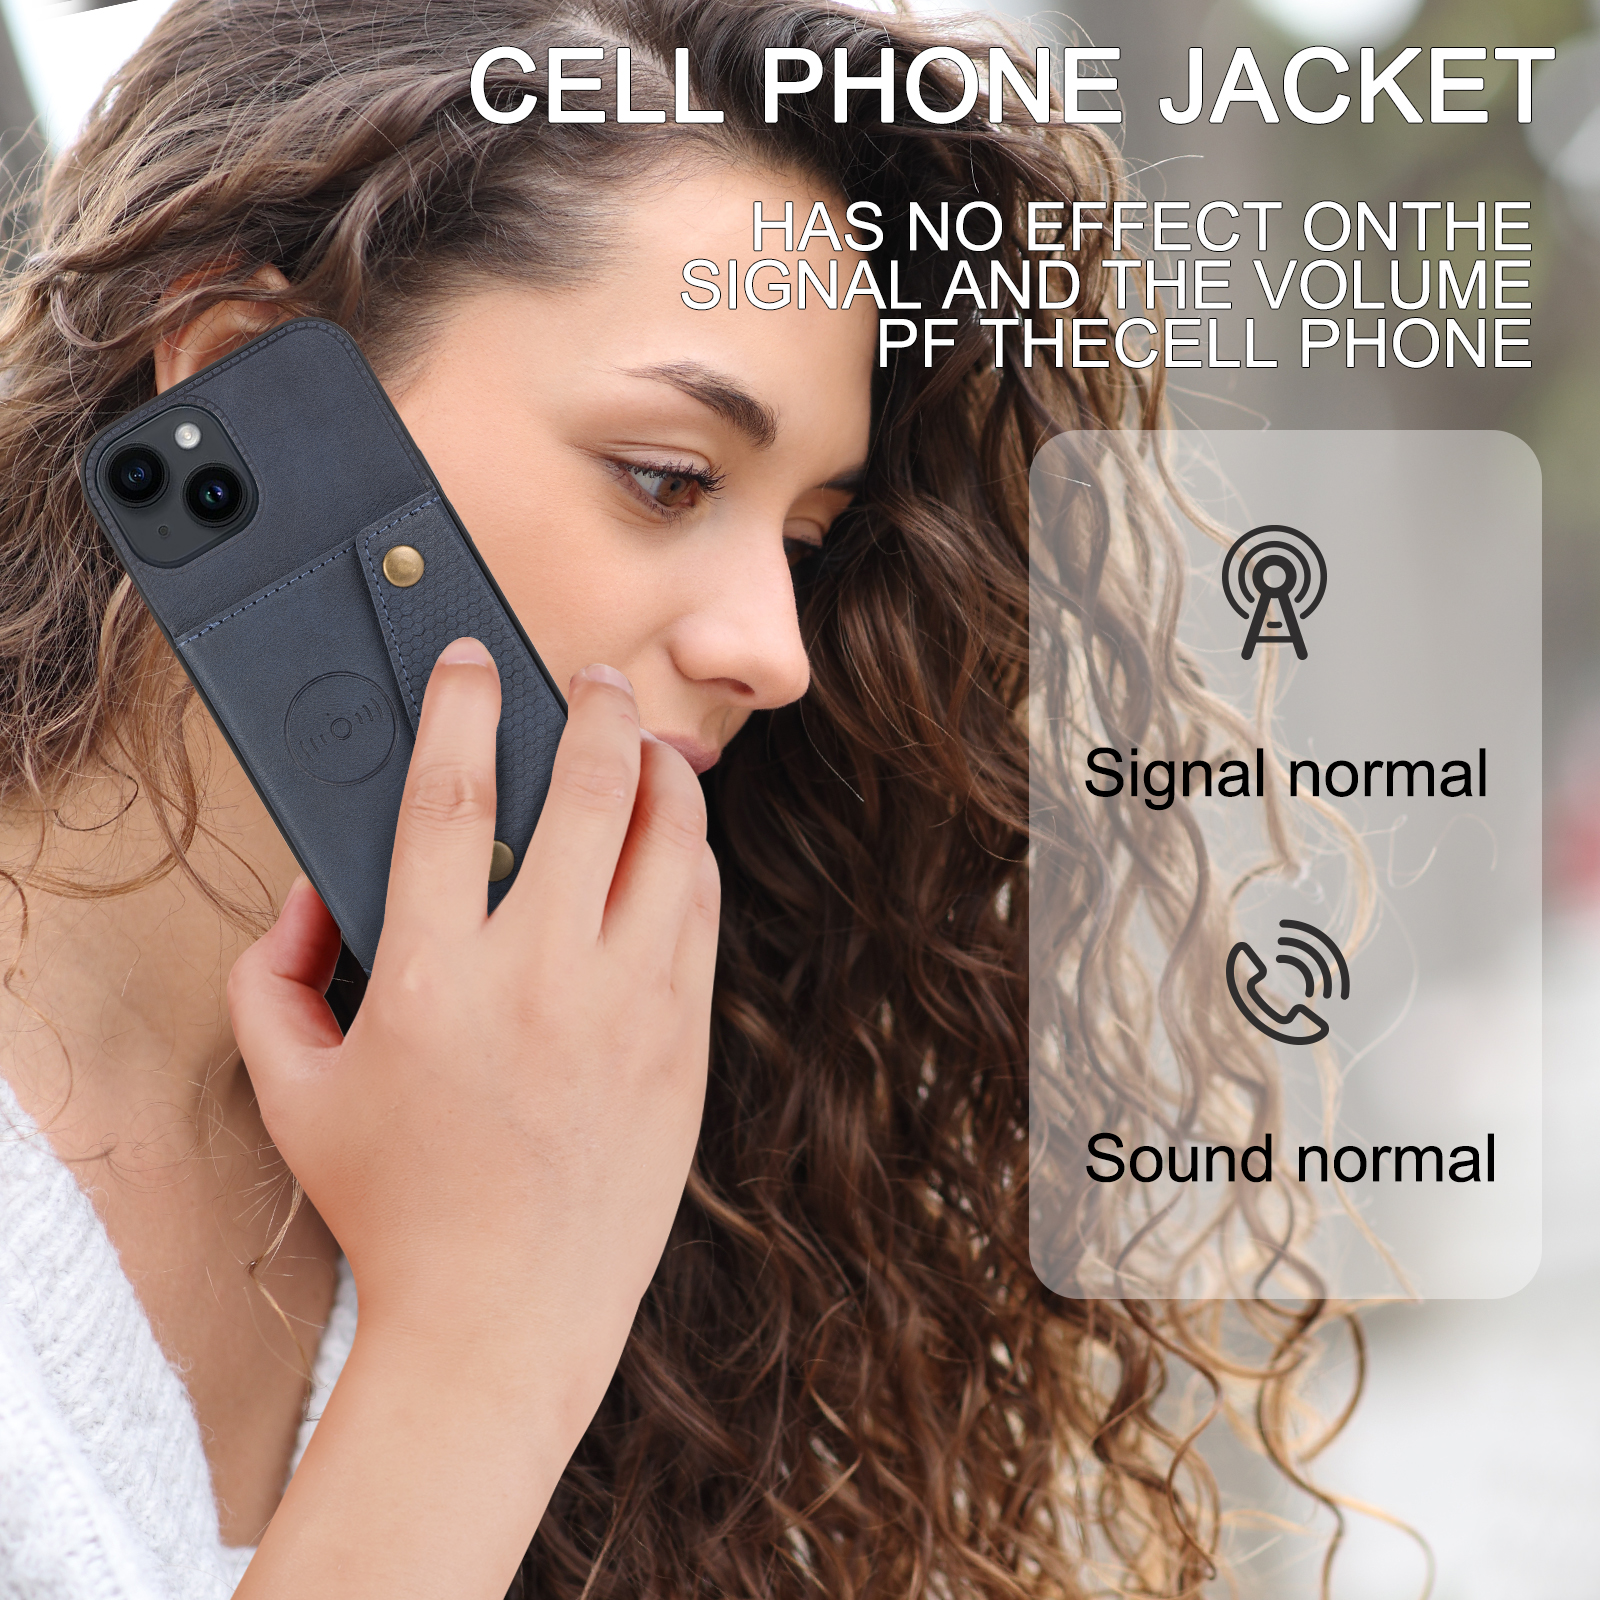 CELL PHONE JACKET
HAS NO EFFECT ONTHE
SIGNAL AND THE VOLUME
PF THECELL PHONE
Signal normal
Sound normal